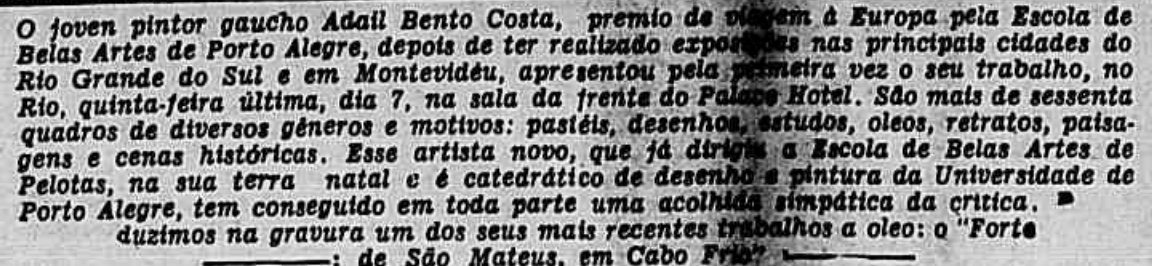 O joven pintor gaucho Adail Bento Costa, premio de viagem à Europa pela Escola de
Belas Artes de Porto Alegre, depois de ter realizado exposições nas principais cidades do
Rio Grande do Sul e em Montevidéu, apresentou pela primeira vez o seu trabalho, no
Rio, quinta-feira última, dia 7, na sala da frente do Palace Hotel. São mais de sessenta
quadros de diversos gêneros e motivos: pastéis, desenhos, estudos, oleos, retratos, paisa-
gens e cenas históricas. Esse artista novo, que já dirigiu a Escola de Belas Artes de
Pelotas, na sua terra natal e é catedrático de desenho e pintura da Universidade de
Porto Alegre, tem conseguido em toda parte uma acolhida simpática da critica.
duzimos na gravura um dos seus mais recentes trabalhos a oleo: o "Forte
: de São Mateus, em Cabo Frio"